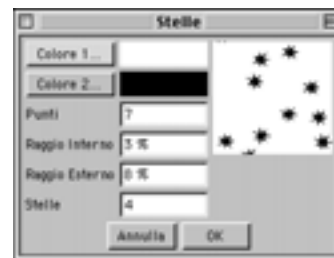 Stelle
Colore 1...
Colore 2...
Punti 7
Raggio Interno 3 %
Raggio Esterno 8 %
Stelle 4
Annulla OK